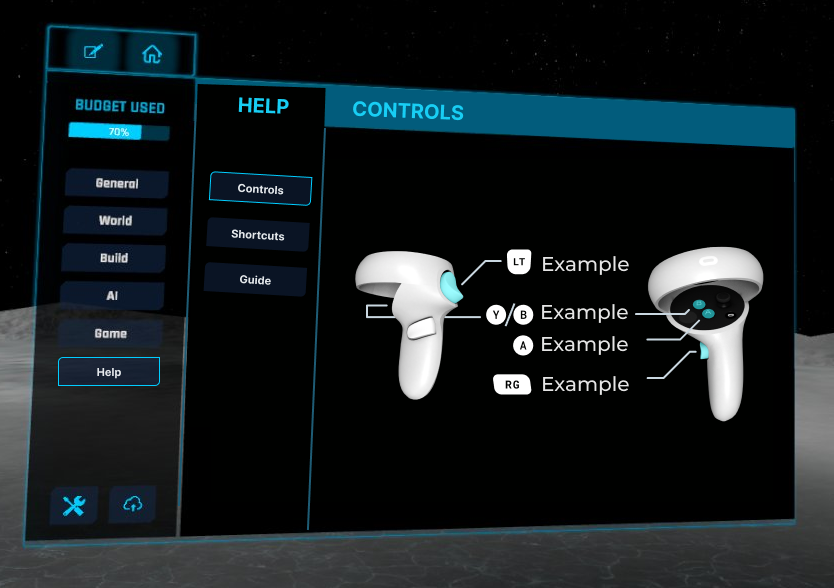 BUDGET USED
70%
General
World
Build
AI
Game
Help
HELP
Controls
Shortcuts
Guide
CONTROLS
LT Example
Y/B Example
A Example
RG Example